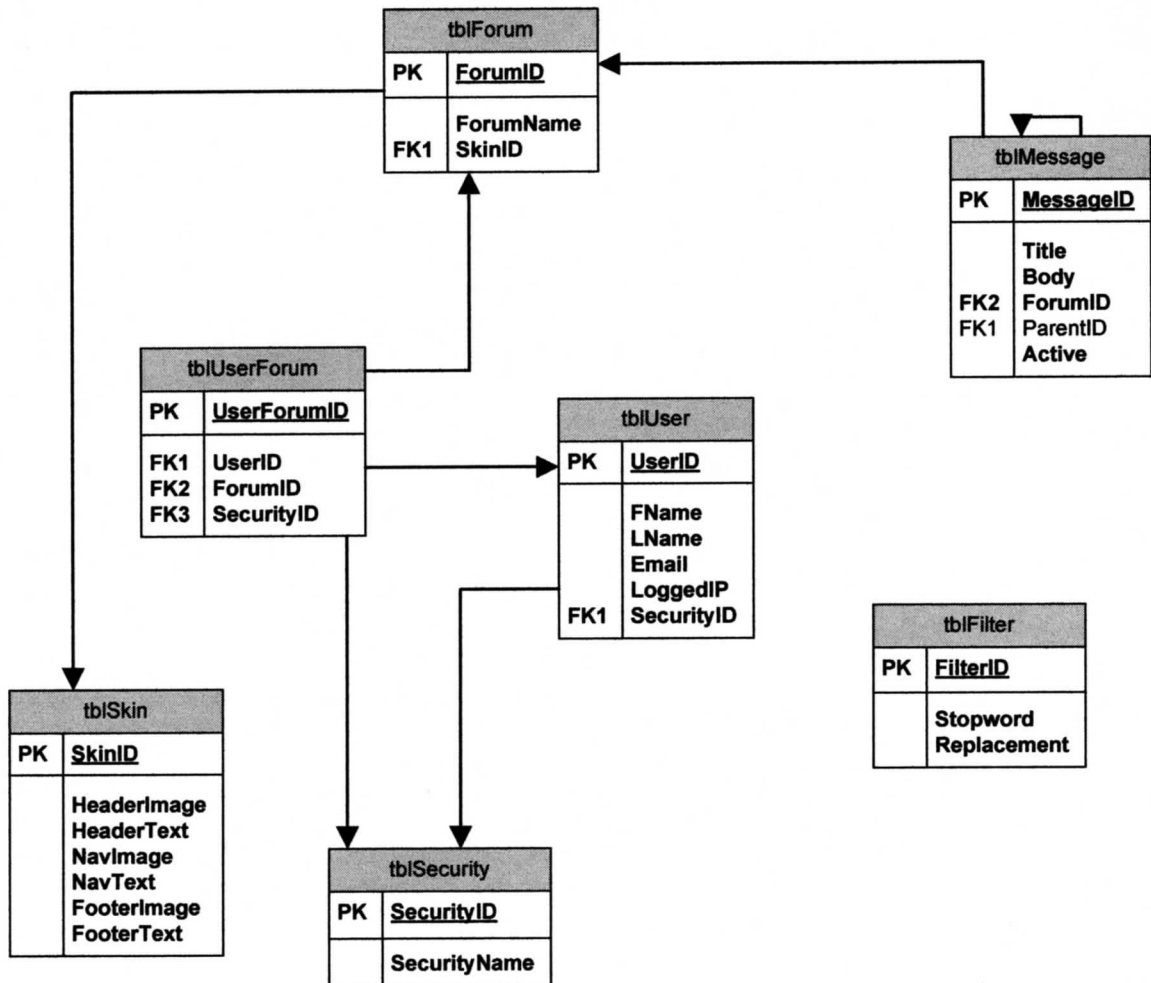 tblForum
PK ForumID
ForumName
FK1 SkinID
tblMessage
PK MessageID
Title
Body
FK2 ForumID
FK1 ParentID
Active
tblUserForum
PK UserForumID
FK1 UserID
FK2 ForumID
FK3 SecurityID
tblUser
PK UserID
FName
LName
Email
LoggedIP
FK1 SecurityID
tblFilter
PK FilterID
Stopword
Replacement
tblSkin
PK SkinID
HeaderImage
HeaderText
NavImage
NavText
FooterImage
FooterText
tblSecurity
PK SecurityID
SecurityName